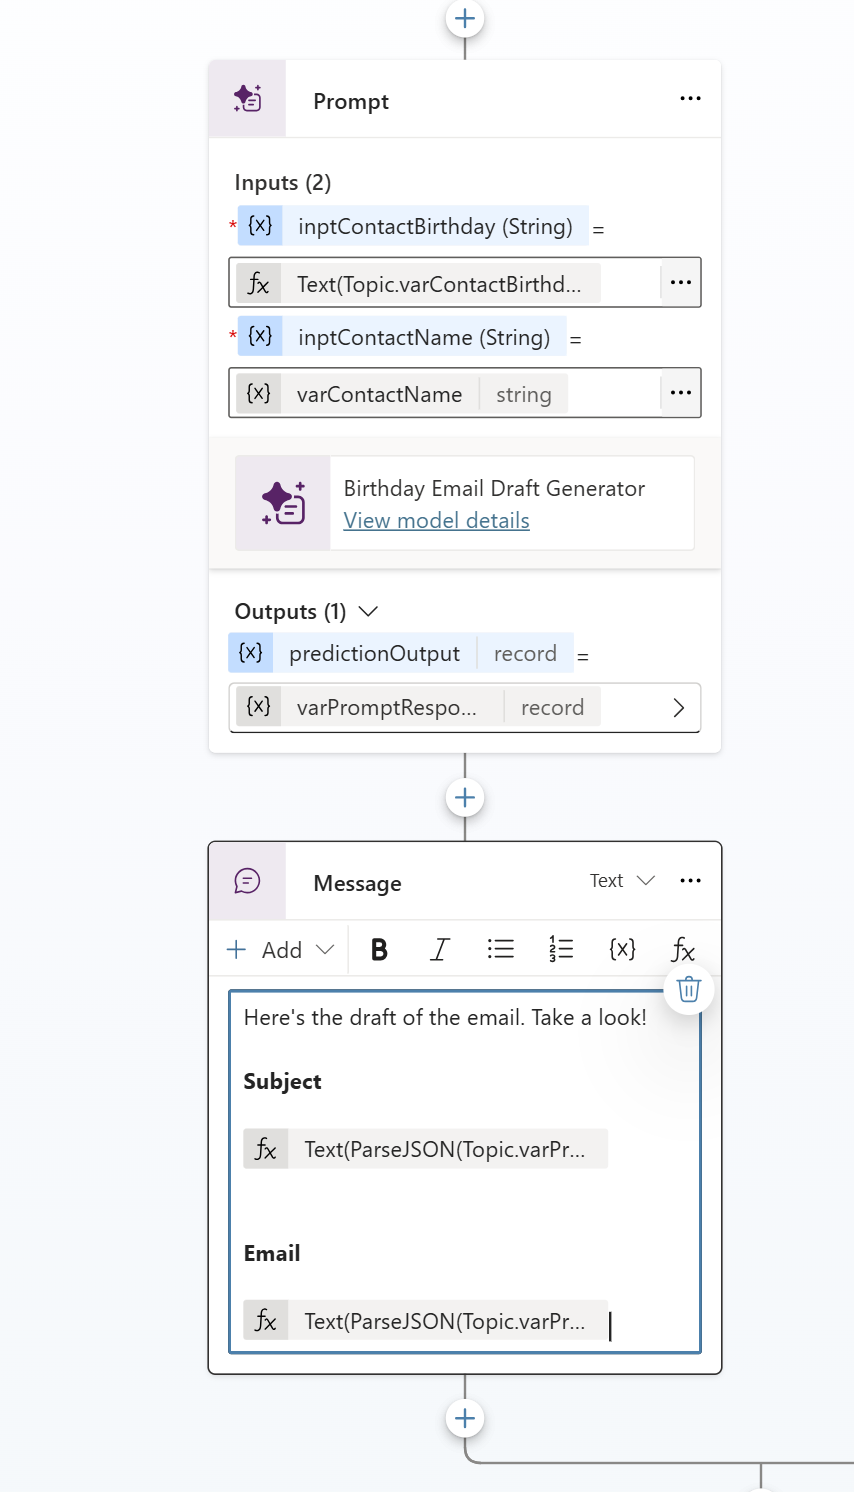 Prompt
Inputs (2)
* {x} inptContactBirthday (String) =
fx Text(Topic.varContactBirthd...
* {x} inptContactName (String) =
{x} varContactName string
Birthday Email Draft Generator
View model details
Outputs (1)
{x} predictionOutput record =
{x} varPromptRespo... record
Message Text
Add B I {x} fx
Here's the draft of the email. Take a look!
Subject
fx Text(ParseJSON(Topic.varPr...
Email
fx Text(ParseJSON(Topic.varPr...